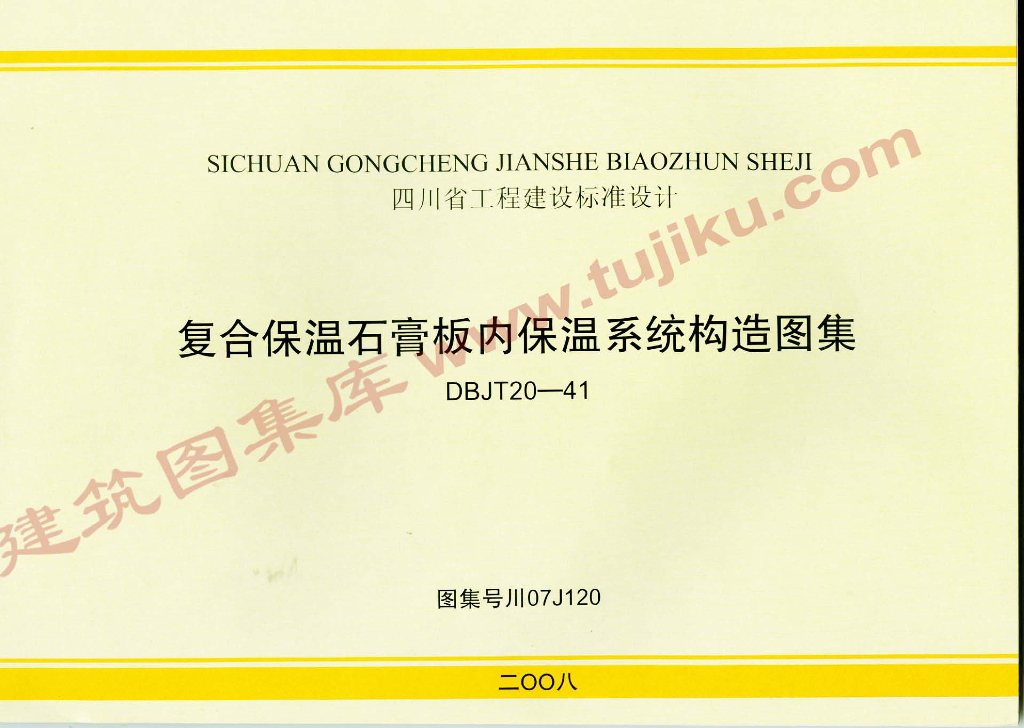 SICHUAN GONGCHENG JIANSHE BIAOZHUN SHEJI
四川省工程建设标准设计
复合保温石膏板内保温系统构造图集
DBJT20—41
建筑图集库 www.tujiku.com
图集号川07J120
二〇〇八